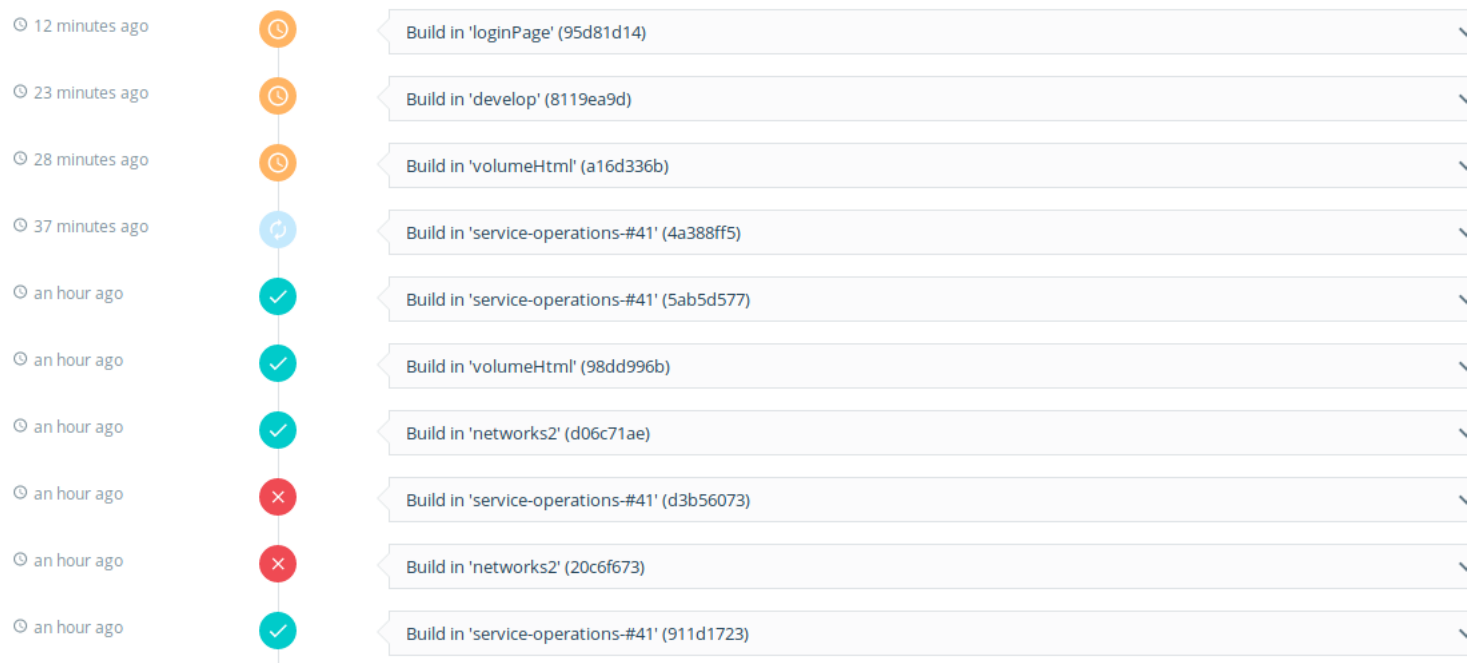 12 minutes ago
Build in 'loginPage' (95d81d14)
23 minutes ago
Build in 'develop' (8119ea9d)
28 minutes ago
Build in 'volumeHtml' (a16d336b)
37 minutes ago
Build in 'service-operations-#41' (4a388ff5)
an hour ago
Build in 'service-operations-#41' (5ab5d577)
an hour ago
Build in 'volumeHtml' (98dd996b)
an hour ago
Build in 'networks2' (d06c71ae)
an hour ago
Build in 'service-operations-#41' (d3b56073)
an hour ago
Build in 'networks2' (20c6f673)
an hour ago
Build in 'service-operations-#41' (911d1723)